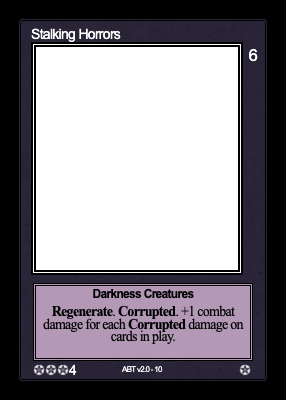 Stalking Horrors
6
Darkness Creatures
Regenerate. Corrupted. +1 combat
damage for each Corrupted damage on
cards in play.
4
ABT v2.0 - 10